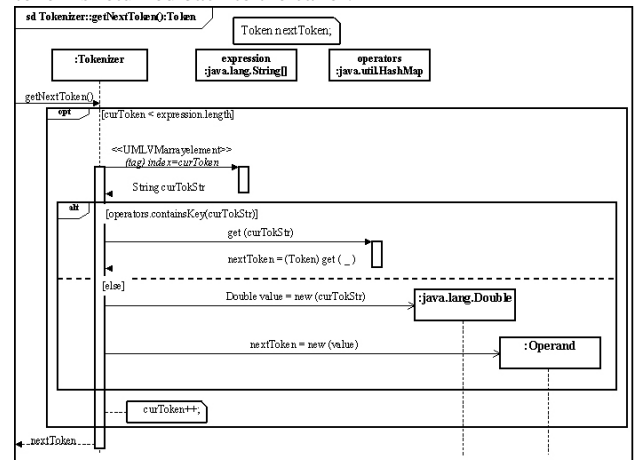 sd Tokenizer::getNextToken():Token
Token nextToken;
:Tokenizer
expression
:java.lang.String[]
operators
:java.util.HashMap
getNextToken()
opt
[curToken < expression.length]
<<UMLVMarrayelement>>
(tag) index=curToken
String curTokStr
alt
[operators.containsKey(curTokStr)]
get (curTokStr)
nextToken = (Token) get ( _ )
[else]
Double value = new (curTokStr)
:java.lang.Double
nextToken = new (value)
:Operand
curToken++;
nextToken